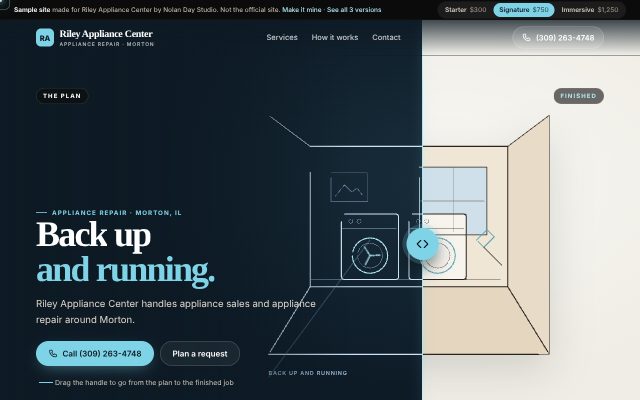 Sample site made for Riley Appliance Center by Nolan Day Studio. Not the official site. Make it mine · See all 3 versions
Starter $300 Signature $750 Immersive $1,250
RA Riley Appliance Center
APPLIANCE REPAIR · MORTON
Services How it works Contact
(309) 263-4748
THE PLAN
FINISHED
APPLIANCE REPAIR · MORTON, IL
Back up
and running.
Riley Appliance Center handles appliance sales and appliance
repair around Morton.
Call (309) 263-4748 Plan a request
BACK UP AND RUNNING
Drag the handle to go from the plan to the finished job